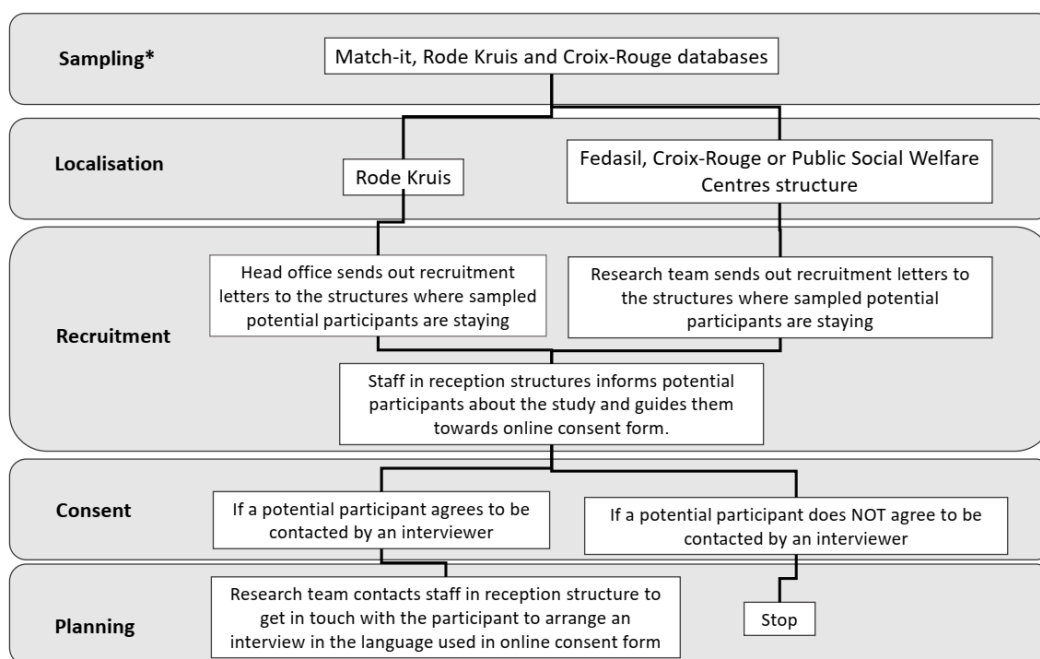 Sampling*
Match-it, Rode Kruis and Croix-Rouge databases
Localisation
Rode Kruis
Fedasil, Croix-Rouge or Public Social Welfare
Centres structure
Recruitment
Head office sends out recruitment
letters to the structures where sampled
potential participants are staying
Research team sends out recruitment letters to
the structures where sampled potential
participants are staying
Staff in reception structures informs potential
participants about the study and guides them
towards online consent form.
Consent
If a potential participant agrees to be
contacted by an interviewer
If a potential participant does NOT agree to be
contacted by an interviewer
Planning
Research team contacts staff in reception structure to
get in touch with the participant to arrange an
interview in the language used in online consent form
Stop